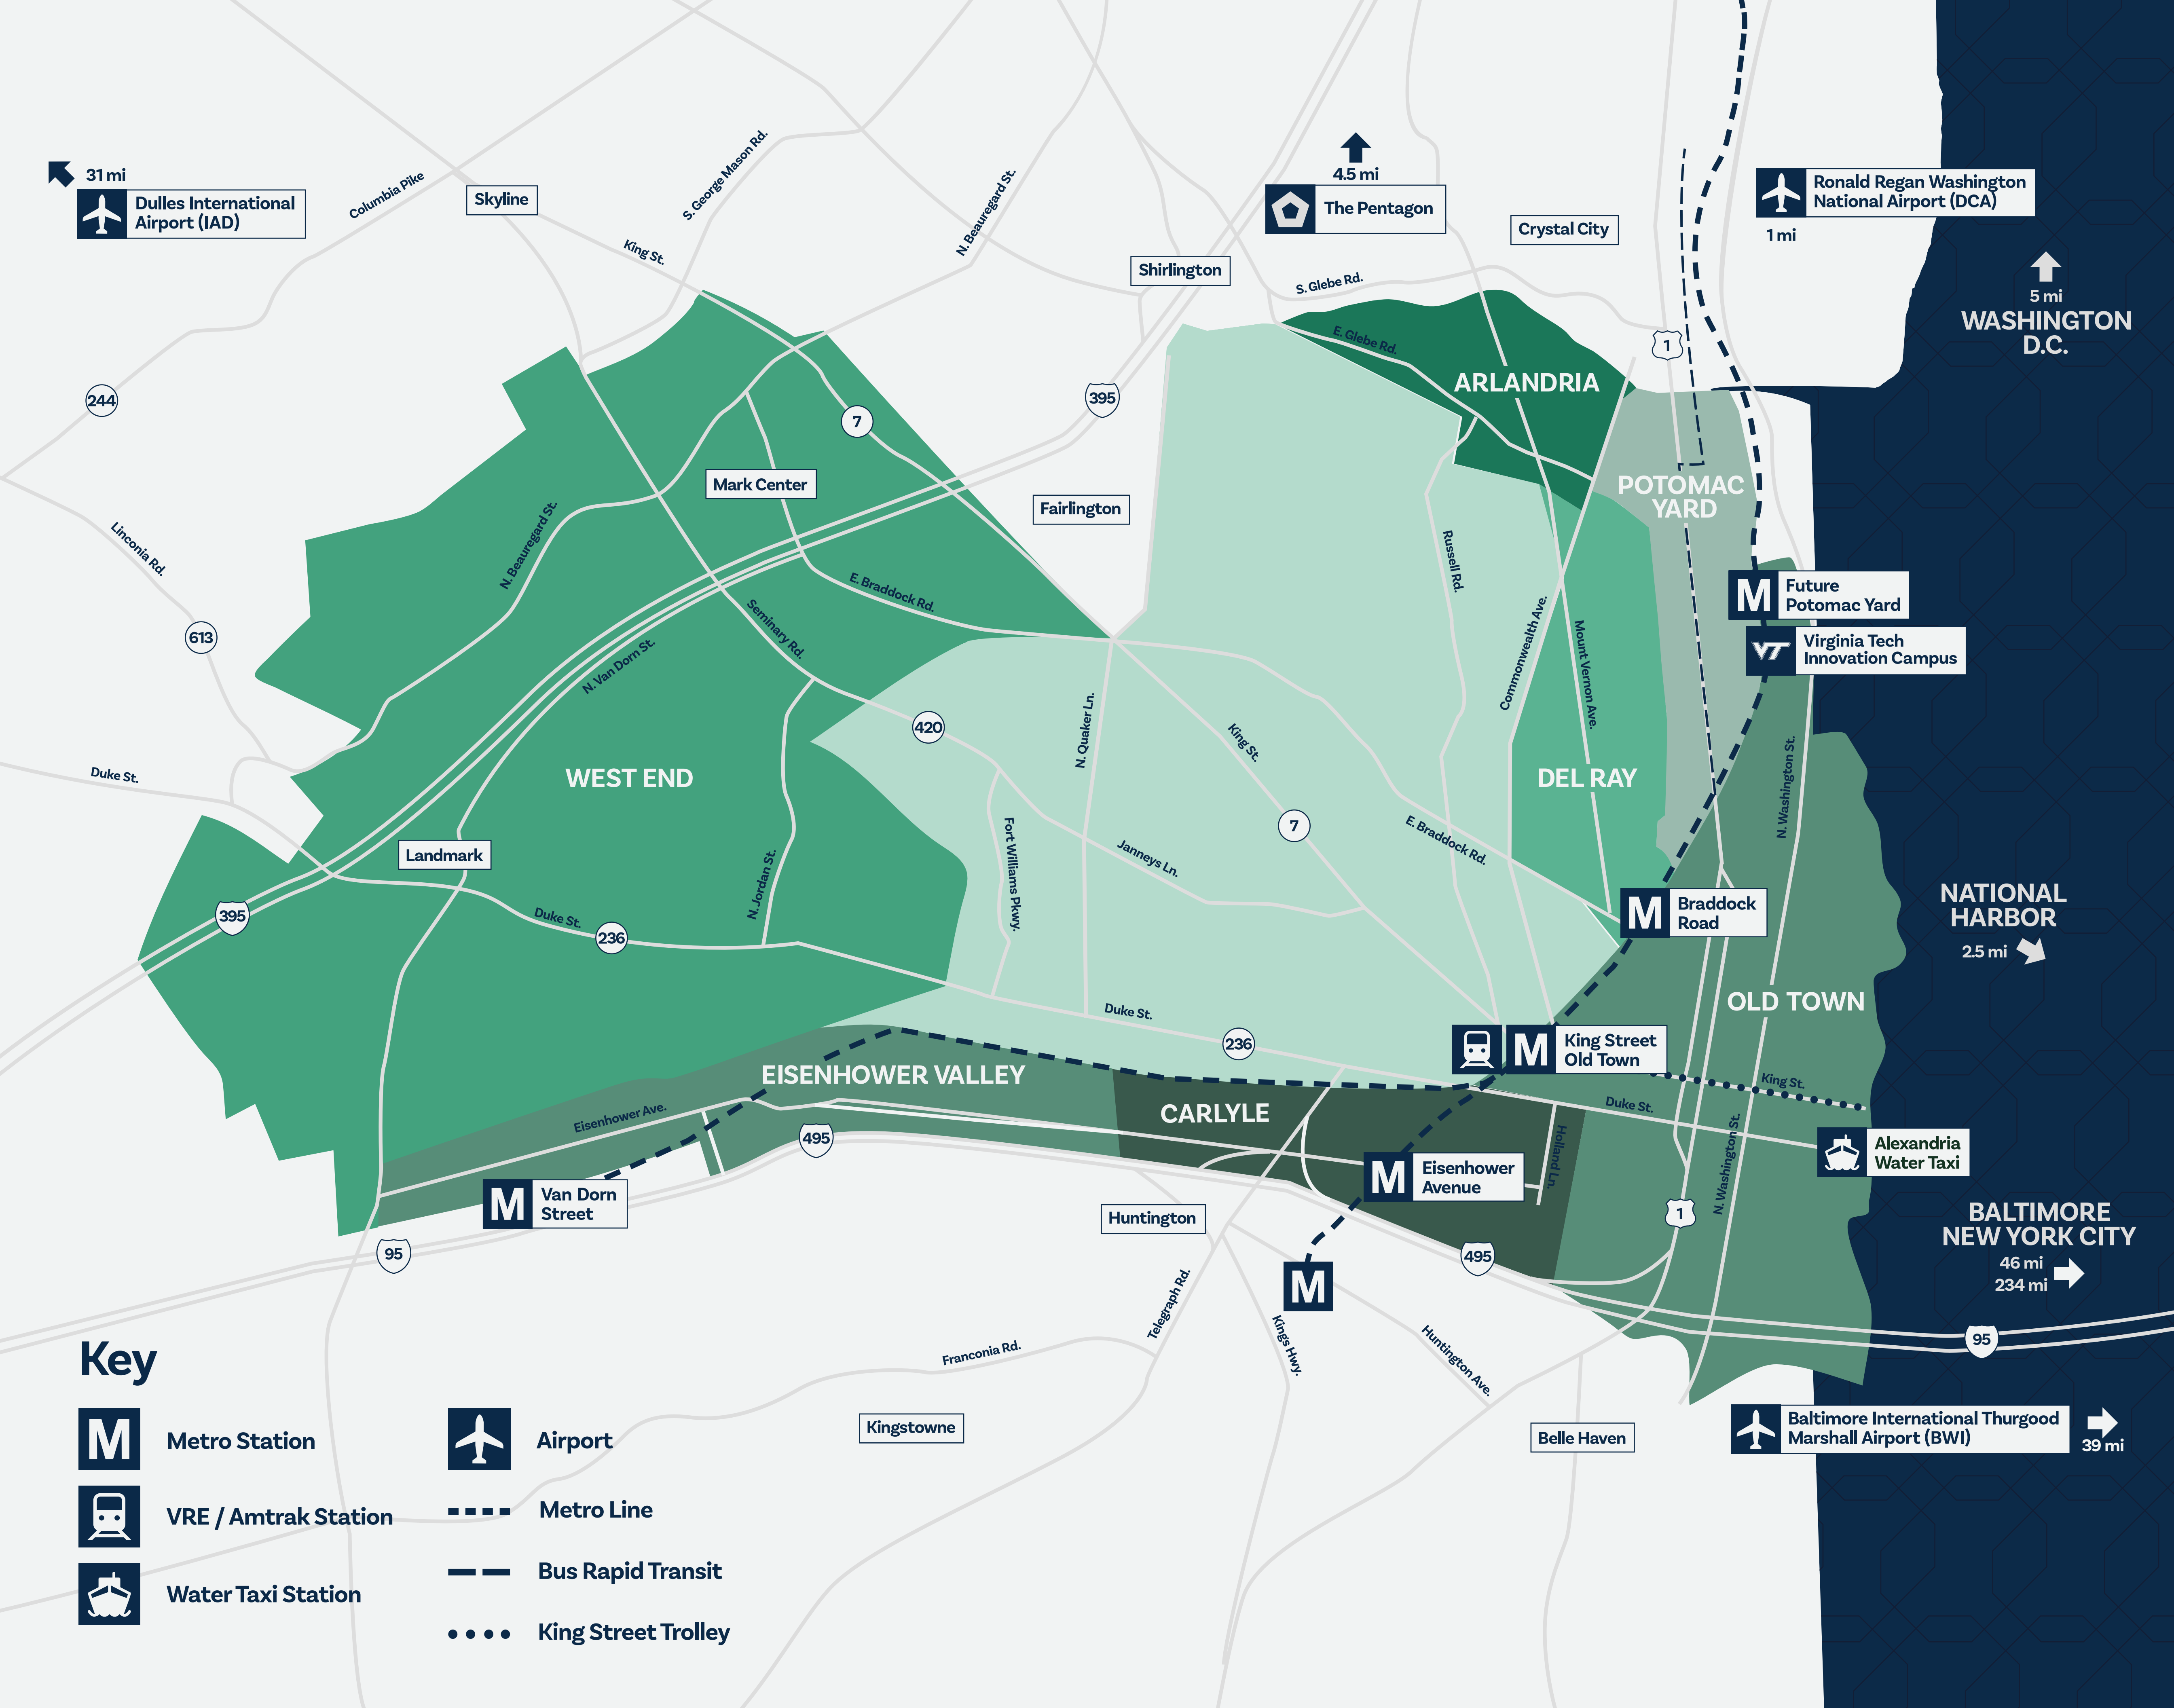 31 mi
Dulles International
Airport (IAD)
Columbia Pike
Skyline
King St.
S. George Mason Rd.
N. Beauregard St.
Shirlington
4.5 mi
The Pentagon
S. Glebe Rd.
Crystal City
Ronald Regan Washington
National Airport (DCA)
1 mi
5 mi
WASHINGTON
D.C.
244
7
395
1
E. Glebe Rd.
ARLANDRIA
Mark Center
Fairlington
POTOMAC
YARD
Linconia Rd.
N. Beauregard St.
E. Braddock Rd.
Russell Rd.
M
Future
Potomac Yard
VT
Virginia Tech
Innovation Campus
613
Seminary Rd.
N. Van Dorn St.
Commonwealth Ave.
Mount Vernon Ave.
420
N. Quaker Ln.
King St.
Duke St.
WEST END
DEL RAY
N. Washington St.
7
E. Braddock Rd.
Landmark
Fort Williams Pkwy.
Janneys Ln.
N. Jordan St.
395
Duke St.
236
M
Braddock
Road
NATIONAL
HARBOR
2.5 mi
OLD TOWN
Duke St.
236
M
King Street
Old Town
EISENHOWER VALLEY
CARLYLE
King St.
Duke St.
Eisenhower Ave.
495
Holland Ln.
N. Washington St.
Alexandria
Water Taxi
M
Eisenhower
Avenue
M
Van Dorn
Street
Huntington
1
BALTIMORE
NEW YORK CITY
46 mi
234 mi
95
495
M
Telegraph Rd.
Kings Hwy.
Huntington Ave.
Franconia Rd.
95
Kingstowne
Belle Haven
Baltimore International Thurgood
Marshall Airport (BWI)
39 mi
Key
M
Metro Station
VRE / Amtrak Station
Water Taxi Station
Airport
Metro Line
Bus Rapid Transit
King Street Trolley